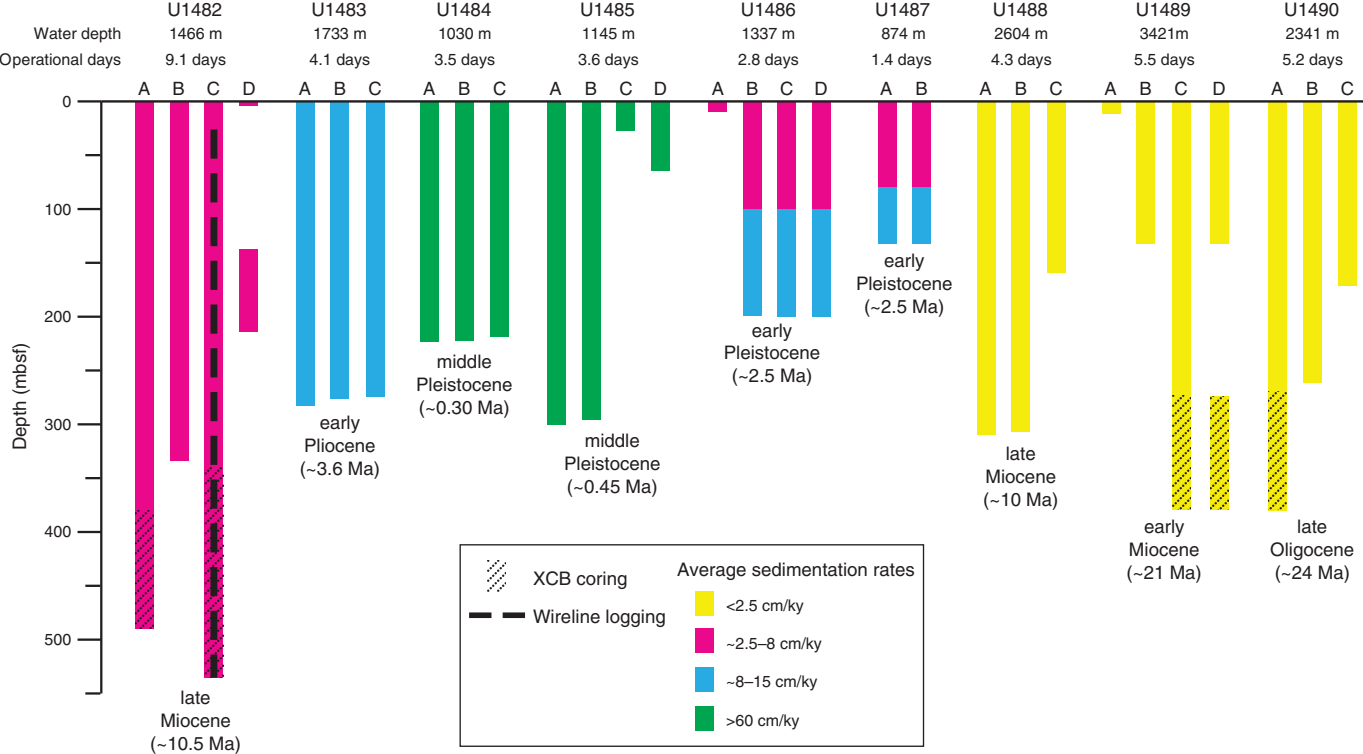 U1482 U1483 U1484 U1485 U1486 U1487 U1488 U1489 U1490
Water depth 1466 m 1733 m 1030 m 1145 m 1337 m 874 m 2604 m 3421m 2341 m
Operational days 9.1 days 4.1 days 3.5 days 3.6 days 2.8 days 1.4 days 4.3 days 5.5 days 5.2 days
A B C D A B C A B C A B C D A B C D A B A B C A B C D A B C
0
100
200
300
400
500
Depth (mbsf)
late
Miocene
(~10.5 Ma)
early
Pliocene
(~3.6 Ma)
middle
Pleistocene
(~0.30 Ma)
middle
Pleistocene
(~0.45 Ma)
early
Pleistocene
(~2.5 Ma)
early
Pleistocene
(~2.5 Ma)
late
Miocene
(~10 Ma)
early
Miocene
(~21 Ma)
late
Oligocene
(~24 Ma)
XCB coring
Wireline logging
Average sedimentation rates
<2.5 cm/ky
~2.5–8 cm/ky
~8–15 cm/ky
>60 cm/ky